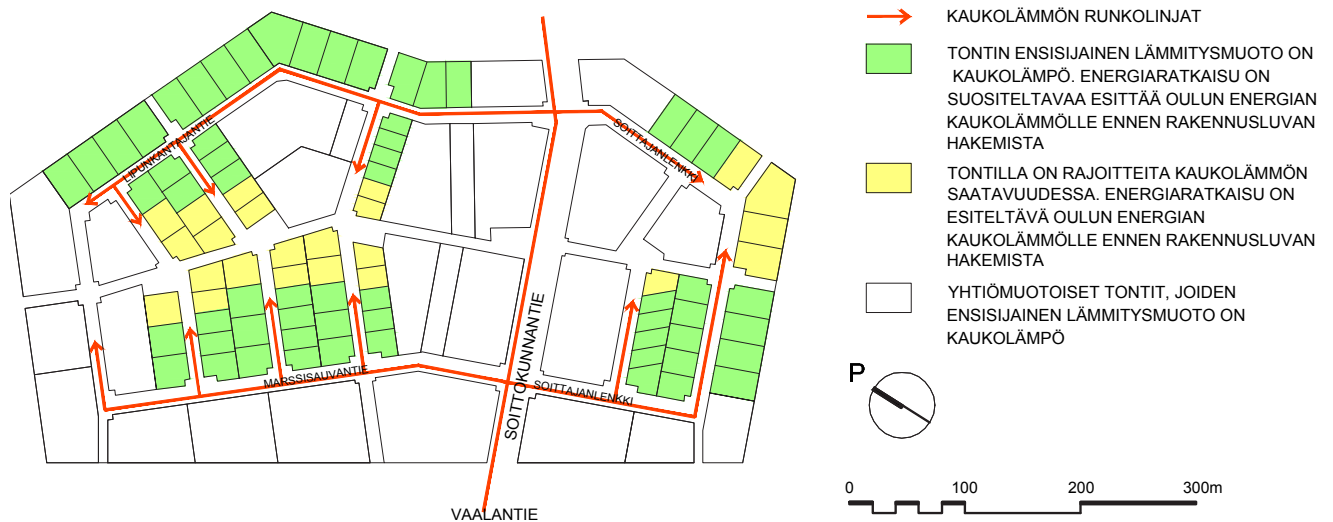 KAUKOLÄMMÖN RUNKOLINJAT
TONTIN ENSISIJAINEN LÄMMITYSMUOTO ON
KAUKOLÄMPÖ. ENERGIARATKAISU ON
SUOSITELTAVAA ESITTÄÄ OULUN ENERGIAN
KAUKOLÄMMÖLLE ENNEN RAKENNUSLUVAN
HAKEMISTA
TONTILLA ON RAJOITTEITA KAUKOLÄMMÖN
SAATAVUUDESSA. ENERGIARATKAISU ON
ESITELTÄVÄ OULUN ENERGIAN
KAUKOLÄMMÖLLE ENNEN RAKENNUSLUVAN
HAKEMISTA
YHTIÖMUOTOISET TONTIT, JOIDEN
ENSISIJAINEN LÄMMITYSMUOTO ON
KAUKOLÄMPÖ
LIPUNKANTAJANTIE
SOITTAJANLENKKI
MARSSISAUVANTIE
SOITTAJANLENKKI
SOITTOKUNNANTIE
VAALANTIE
P
0 100 200 300m